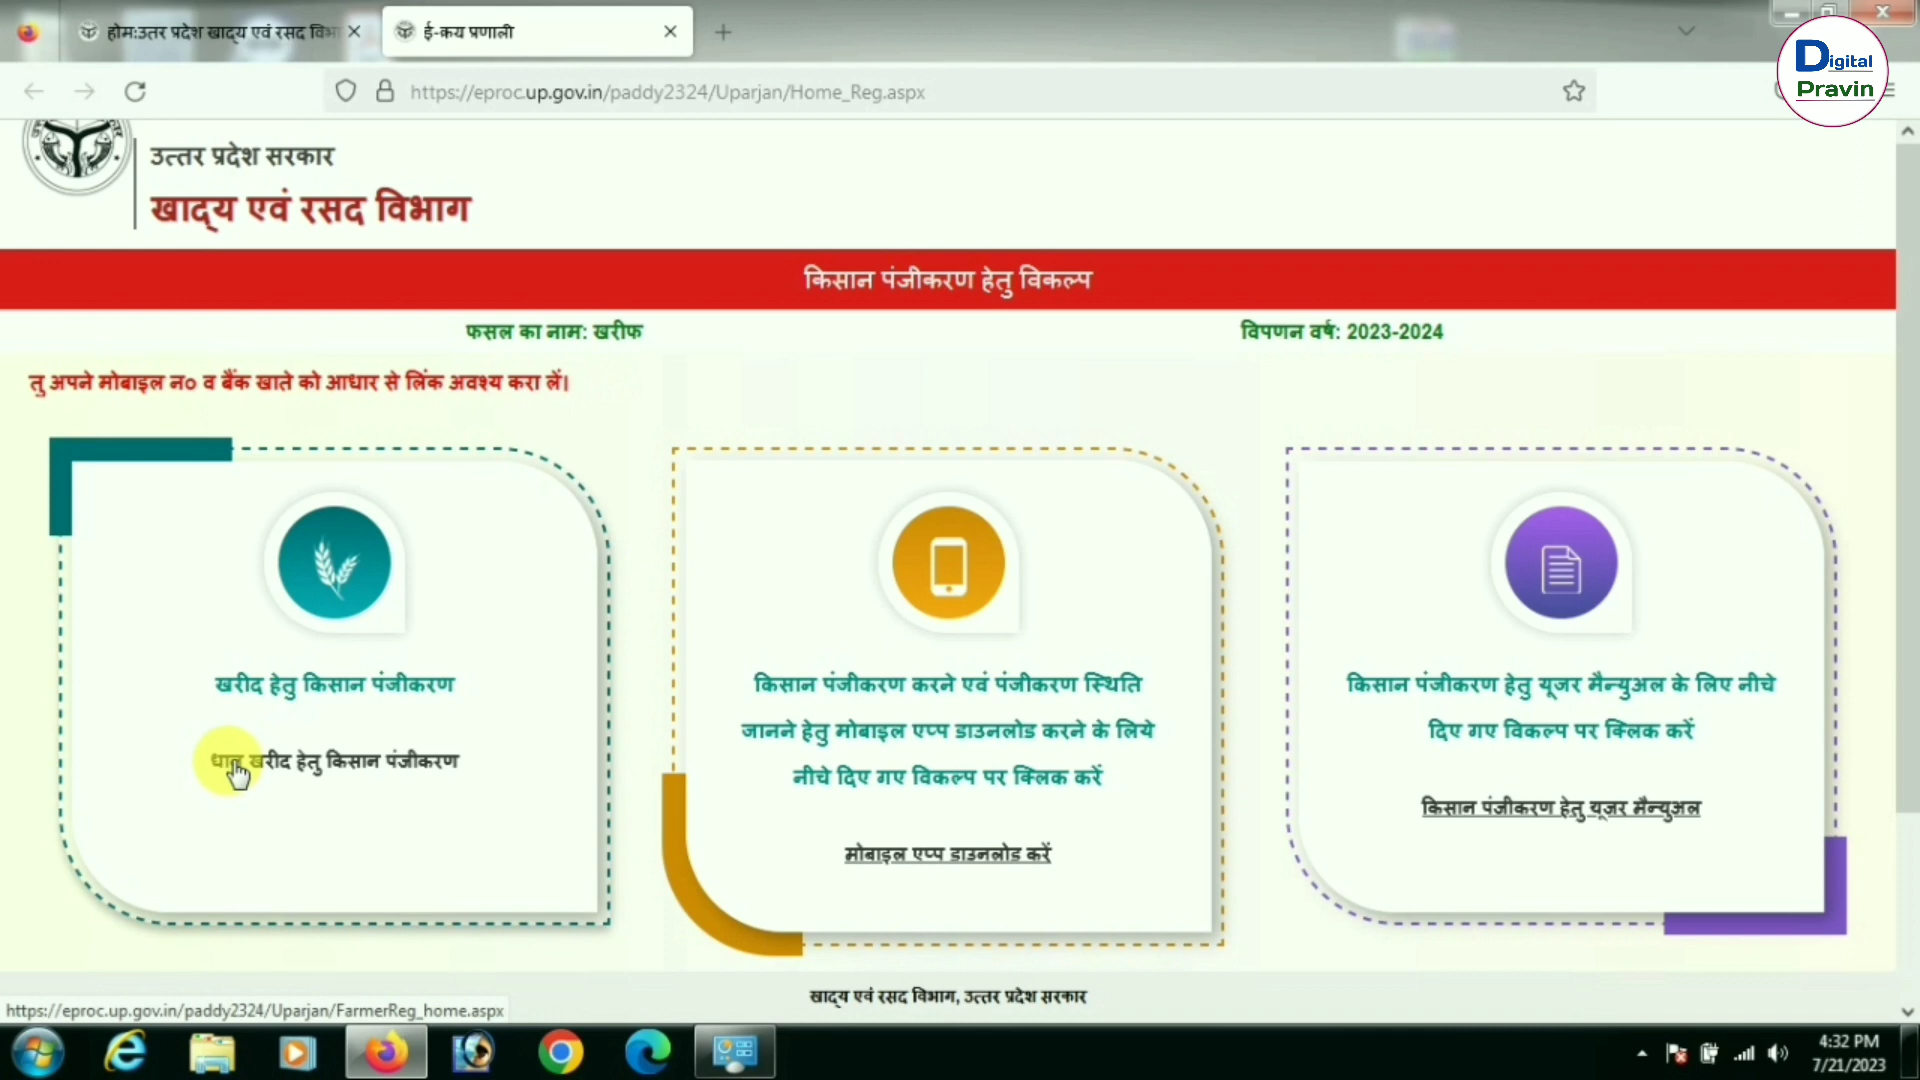 होम:उतर प्रदेश खाद्य एवं रसद विभा
ई-क्रय प्रणाली
Digital
Pravin
https://eproc.up.gov.in/paddy2324/Uparjan/Home_Reg.aspx
उत्तर प्रदेश सरकार
खाद्य एवं रसद विभाग
किसान पंजीकरण हेतु विकल्प
फसल का नाम: खरीफ
विपणन वर्ष: 2023-2024
तु अपने मोबाइल न० व बैंक खाते को आधार से लिंक अवश्य करा लें।
खरीद हेतु किसान पंजीकरण
धान खरीद हेतु किसान पंजीकरण
किसान पंजीकरण करने एवं पंजीकरण स्थिति
जानने हेतु मोबाइल एप्प डाउनलोड करने के लिये
नीचे दिए गए विकल्प पर क्लिक करें
मोबाइल एप्प डाउनलोड करें
किसान पंजीकरण हेतु यूजर मैन्युअल के लिए नीचे
दिए गए विकल्प पर क्लिक करें
किसान पंजीकरण हेतु यूजर मैन्युअल
खाद्य एवं रसद विभाग, उत्तर प्रदेश सरकार
https://eproc.up.gov.in/paddy2324/Uparjan/FarmerReg_home.aspx
4:32 PM
7/21/2023